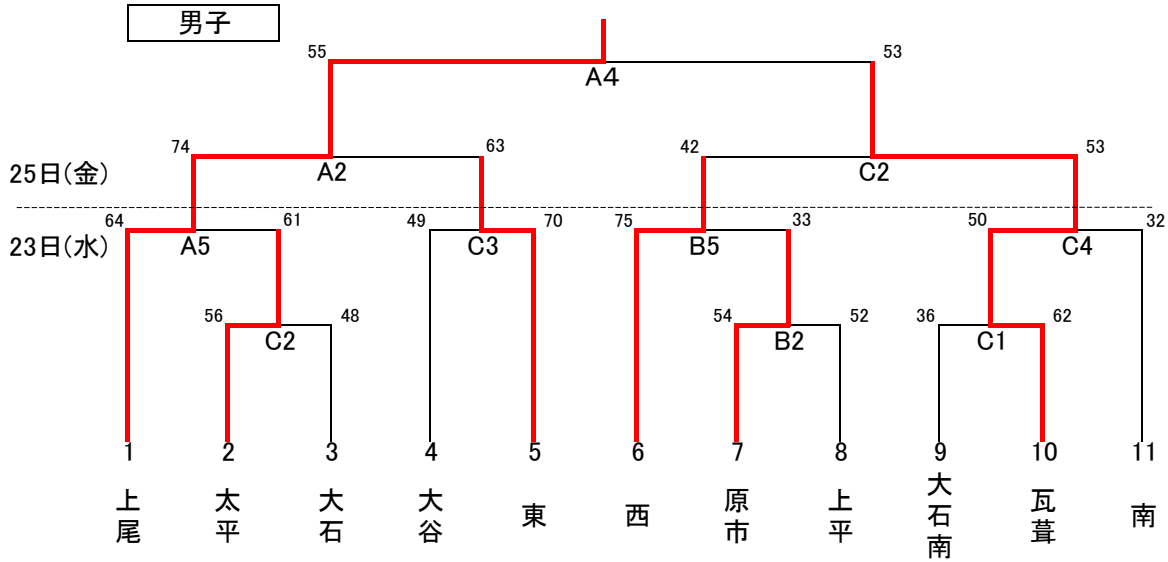 男子
55 53
A4
74 63 42 53
25日(金) A2 C2
64 61 49 70 75 33 50 32
23日(水) A5 C3 B5 C4
56 48 54 52 36 62
C2 B2 C1
1 2 3 4 5 6 7 8 9 10 11
上尾 太平 大石 大谷 東 西 原市 上平 大石南 瓦葺 南